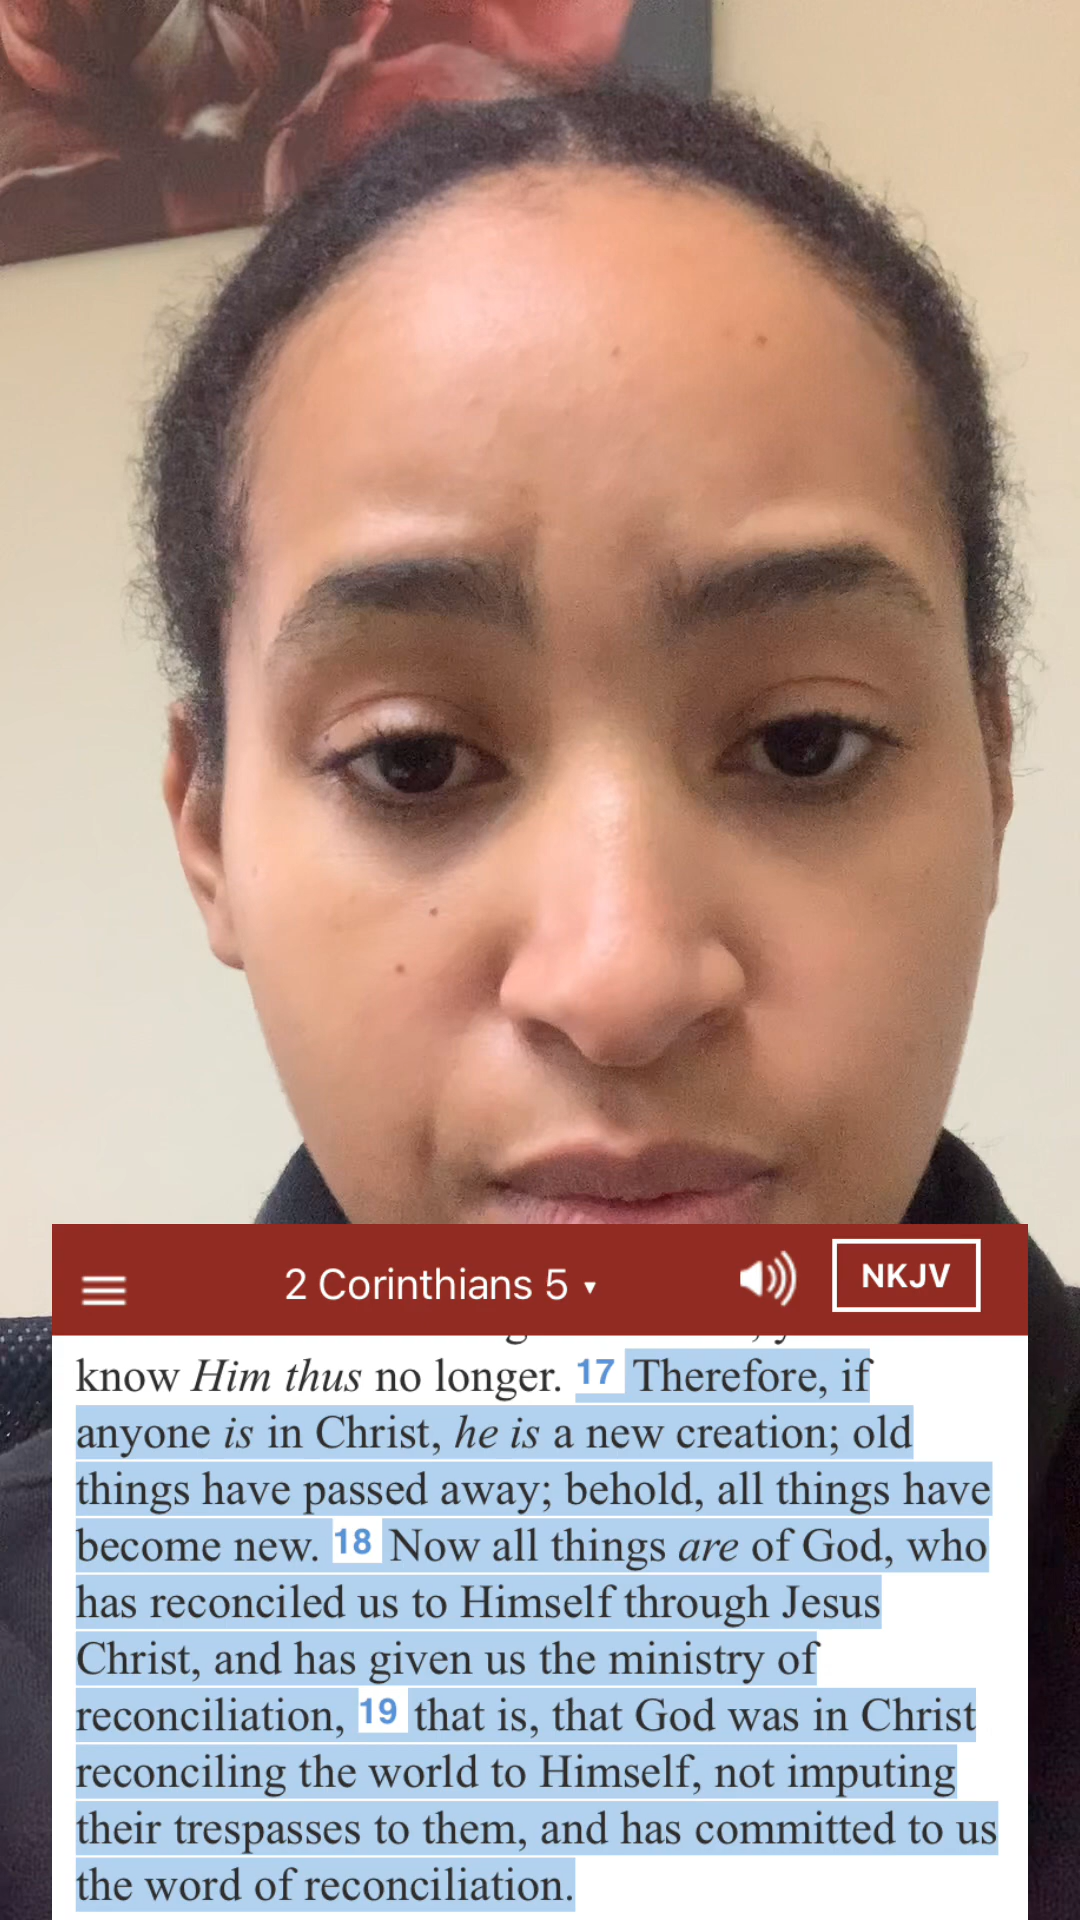 2 Corinthians 5 ▾
NKJV
know Him thus no longer. 17 Therefore, if
anyone is in Christ, he is a new creation; old
things have passed away; behold, all things have
become new. 18 Now all things are of God, who
has reconciled us to Himself through Jesus
Christ, and has given us the ministry of
reconciliation, 19 that is, that God was in Christ
reconciling the world to Himself, not imputing
their trespasses to them, and has committed to us
the word of reconciliation.